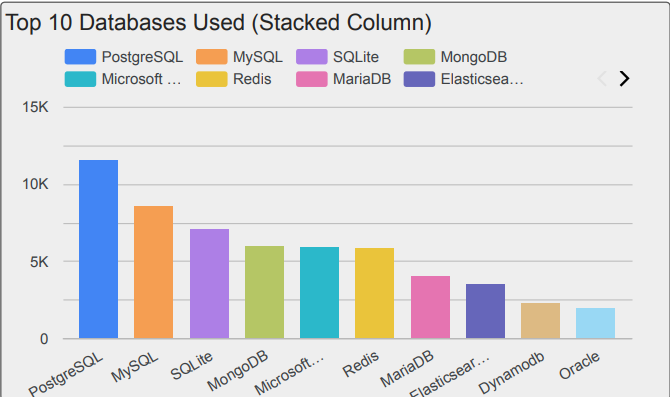 Top 10 Databases Used (Stacked Column)
PostgreSQL MySQL SQLite MongoDB
Microsoft … Redis MariaDB Elasticsea…
15K
10K
5K
0
PostgreSQL MySQL SQLite MongoDB Microsoft… Redis MariaDB Elasticsear… Dynamodb Oracle